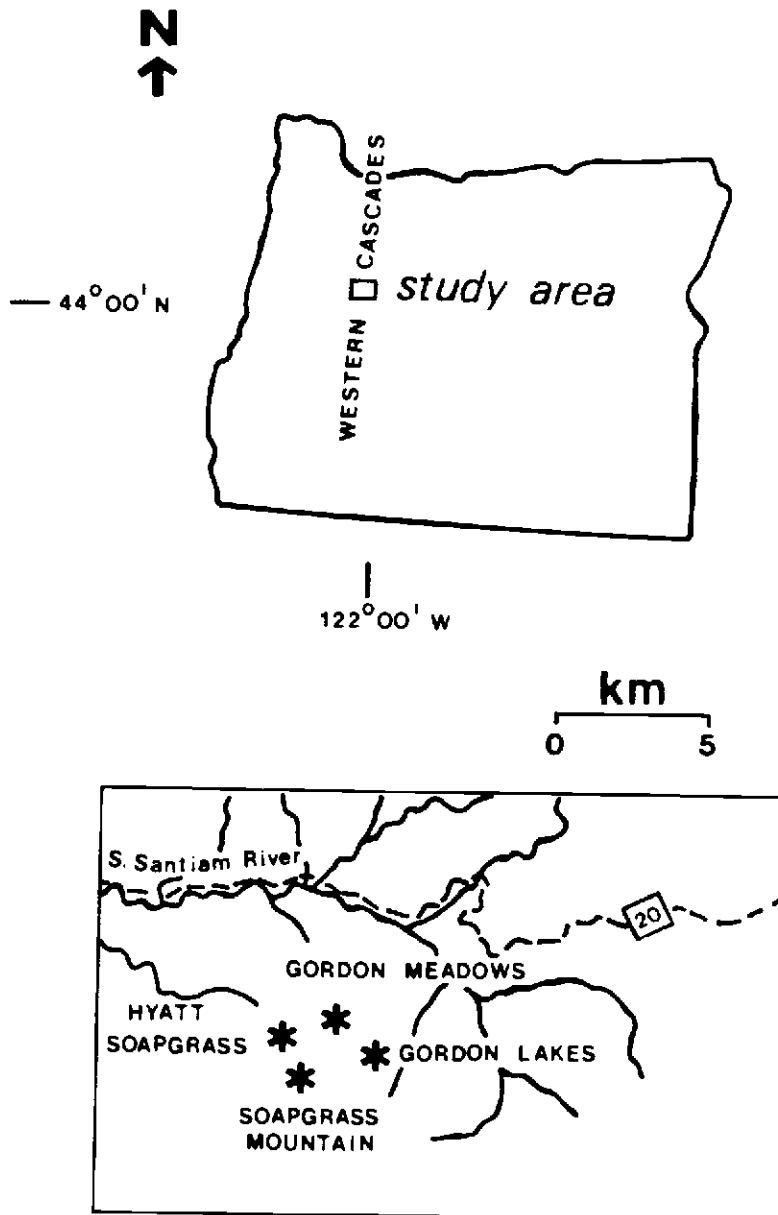 N
WESTERN CASCADES
44°00' N
study area
122°00' W
km
0 5
S. Santiam River
20
GORDON MEADOWS
HYATT
SOAPGRASS
GORDON LAKES
SOAPGRASS
MOUNTAIN